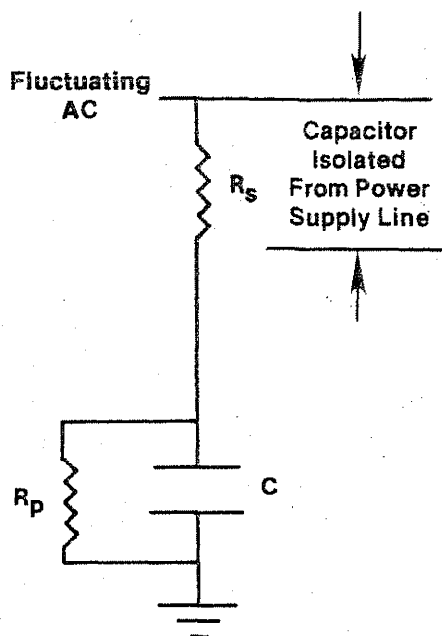 Fluctuating
AC
Capacitor
Isolated
From Power
Supply Line
Rs
Rp
C